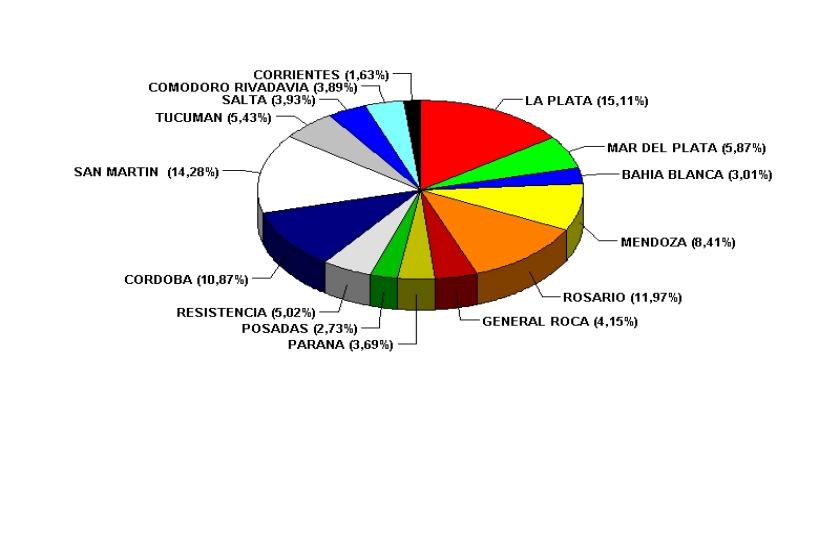 CORRIENTES (1,63%)
COMODORO RIVADAVIA (3,89%)
SALTA (3,93%)
TUCUMAN (5,43%)
SAN MARTIN (14,28%)
CORDOBA (10,87%)
RESISTENCIA (5,02%)
POSADAS (2,73%)
PARANA (3,69%)
LA PLATA (15,11%)
MAR DEL PLATA (5,87%)
BAHIA BLANCA (3,01%)
MENDOZA (8,41%)
ROSARIO (11,97%)
GENERAL ROCA (4,15%)